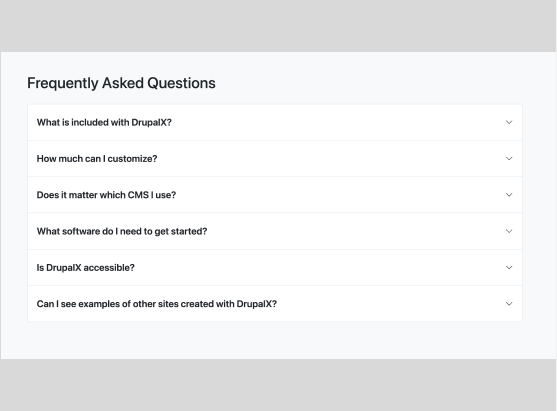 Frequently Asked Questions
What is included with DrupalX?
How much can I customize?
Does it matter which CMS I use?
What software do I need to get started?
Is DrupalX accessible?
Can I see examples of other sites created with DrupalX?